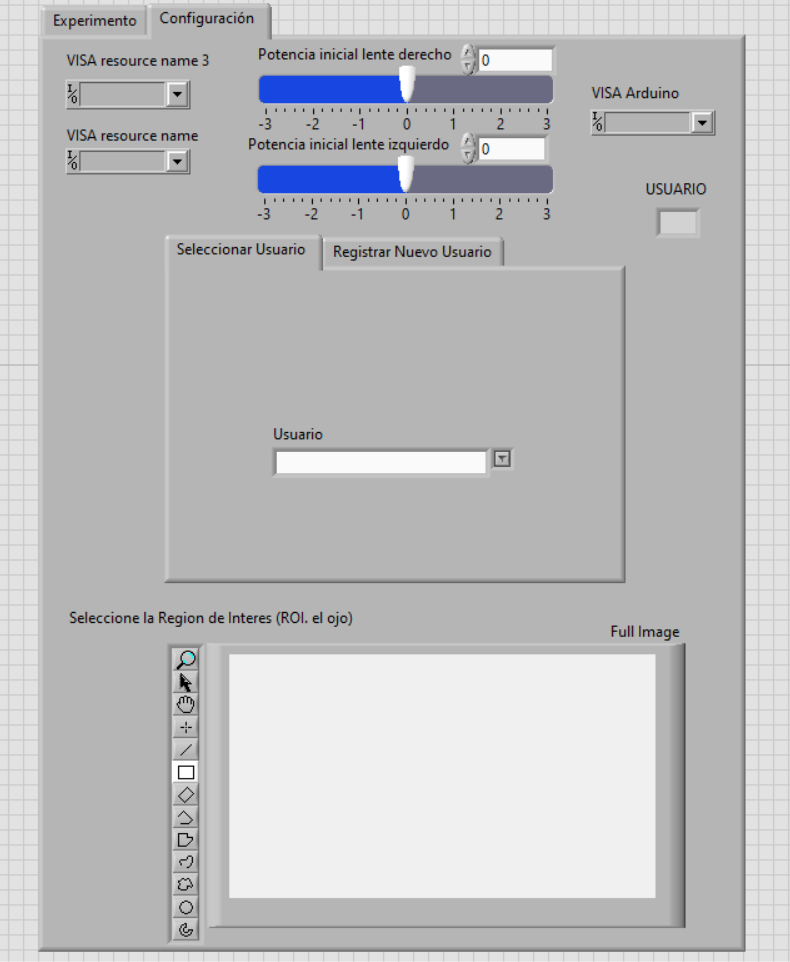 Experimento
Configuración
VISA resource name 3
Potencia inicial lente derecho
0
-3 -2 -1 0 1 2 3
VISA Arduino
VISA resource name
Potencia inicial lente izquierdo
0
-3 -2 -1 0 1 2 3
USUARIO
Seleccionar Usuario
Registrar Nuevo Usuario
Usuario
Seleccione la Region de Interes (ROI. el ojo)
Full Image